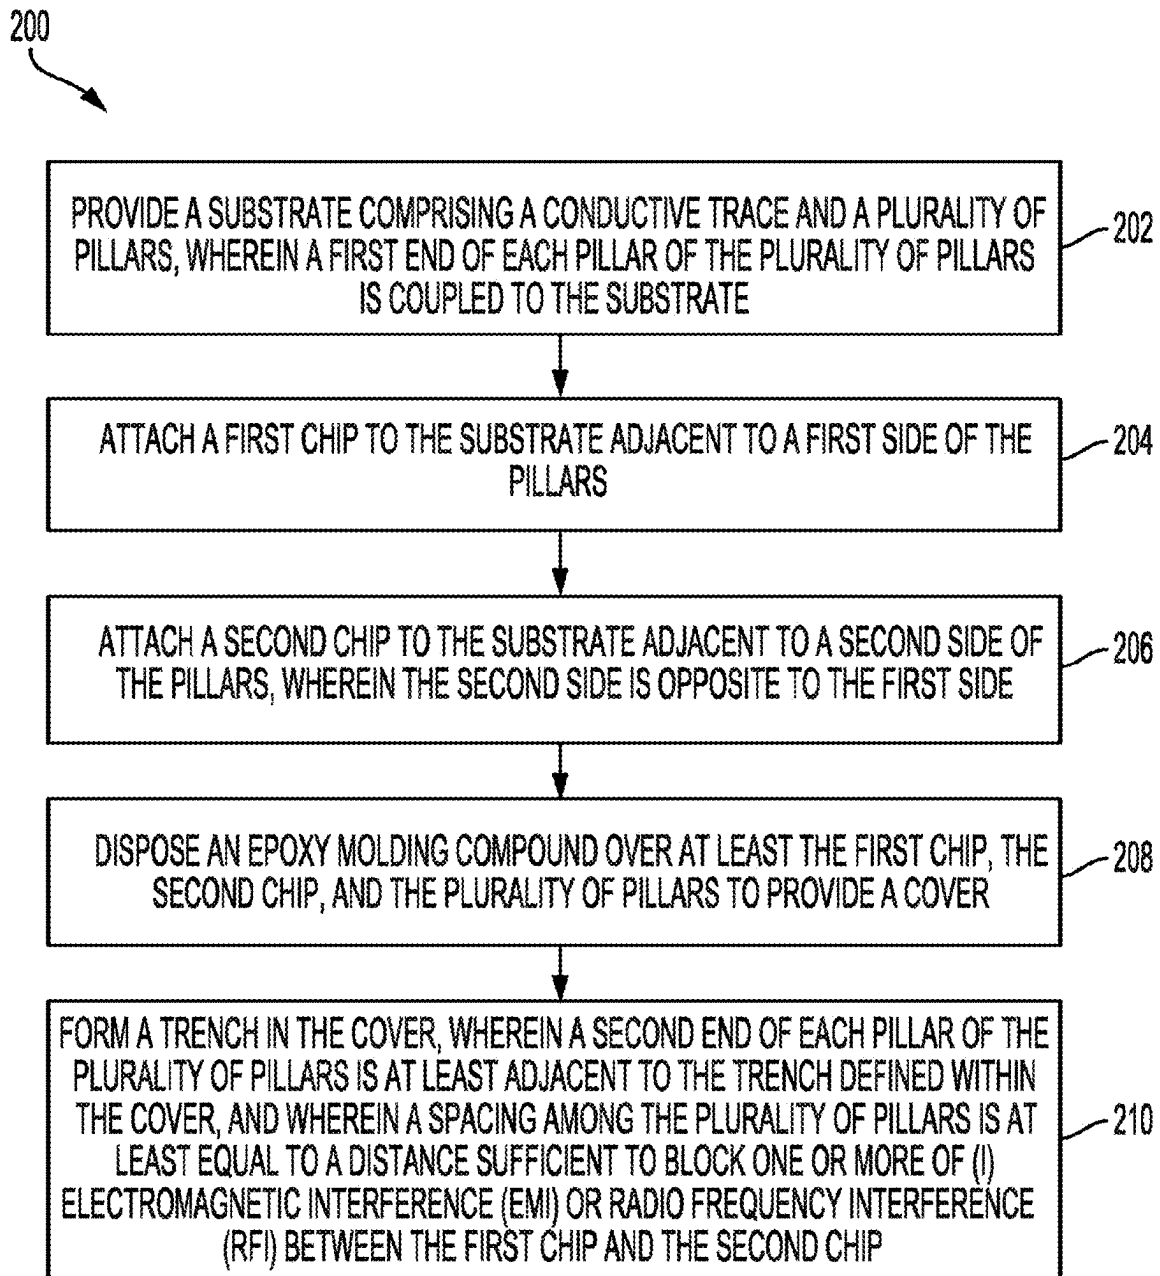 200
PROVIDE A SUBSTRATE COMPRISING A CONDUCTIVE TRACE AND A PLURALITY OF
PILLARS, WHEREIN A FIRST END OF EACH PILLAR OF THE PLURALITY OF PILLARS
IS COUPLED TO THE SUBSTRATE
202
ATTACH A FIRST CHIP TO THE SUBSTRATE ADJACENT TO A FIRST SIDE OF THE
PILLARS
204
ATTACH A SECOND CHIP TO THE SUBSTRATE ADJACENT TO A SECOND SIDE OF
THE PILLARS, WHEREIN THE SECOND SIDE IS OPPOSITE TO THE FIRST SIDE
206
DISPOSE AN EPOXY MOLDING COMPOUND OVER AT LEAST THE FIRST CHIP, THE
SECOND CHIP, AND THE PLURALITY OF PILLARS TO PROVIDE A COVER
208
FORM A TRENCH IN THE COVER, WHEREIN A SECOND END OF EACH PILLAR OF THE
PLURALITY OF PILLARS IS AT LEAST ADJACENT TO THE TRENCH DEFINED WITHIN
THE COVER, AND WHEREIN A SPACING AMONG THE PLURALITY OF PILLARS IS AT
LEAST EQUAL TO A DISTANCE SUFFICIENT TO BLOCK ONE OR MORE OF (I)
ELECTROMAGNETIC INTERFERENCE (EMI) OR RADIO FREQUENCY INTERFERENCE
(RFI) BETWEEN THE FIRST CHIP AND THE SECOND CHIP
210